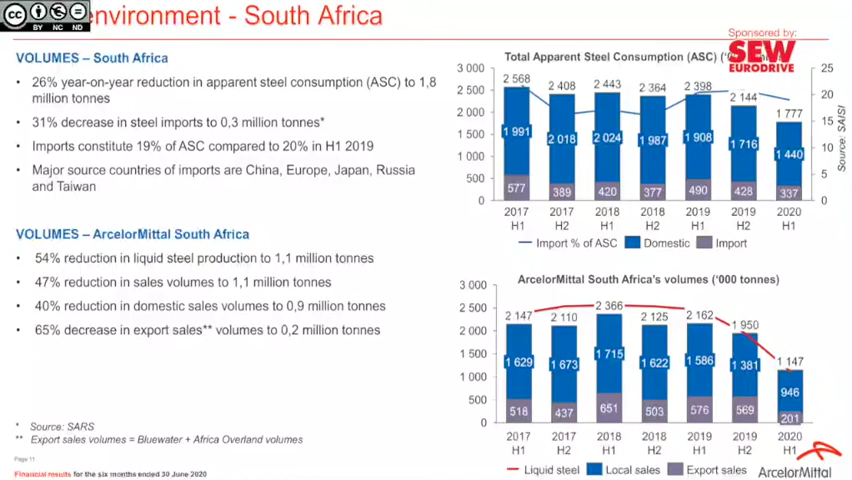 CC
BY NC ND
environment - South Africa
Sponsored by:
SEW
EURODRIVE
VOLUMES – South Africa
• 26% year-on-year reduction in apparent steel consumption (ASC) to 1,8
million tonnes
• 31% decrease in steel imports to 0,3 million tonnes*
• Imports constitute 19% of ASC compared to 20% in H1 2019
• Major source countries of imports are China, Europe, Japan, Russia
and Taiwan
VOLUMES – ArcelorMittal South Africa
• 54% reduction in liquid steel production to 1,1 million tonnes
• 47% reduction in sales volumes to 1,1 million tonnes
• 40% reduction in domestic sales volumes to 0,9 million tonnes
• 65% decrease in export sales** volumes to 0,2 million tonnes
* Source: SARS
** Export sales volumes = Bluewater + Africa Overland volumes
Page 11
Financial results for the six months ended 30 June 2020
Total Apparent Steel Consumption (ASC)
3 000
2 500
2 000
1 500
1 000
500
0
25
20
15
10
5
0
2 568 2 408 2 443 2 364 2 398 2 144 1 777
1 991 2 018 2 024 1 987 1 908 1 716 1 440
577 389 420 377 490 428 337
2017 2017 2018 2018 2019 2019 2020
H1 H2 H1 H2 H1 H2 H1
Import % of ASC Domestic Import
Source: SAISI
ArcelorMittal South Africa's volumes ('000 tonnes)
3 000
2 500
2 000
1 500
1 000
500
0
2 147 2 110 2 366 2 125 2 162 1 950 1 147
1 629 1 673 1 715 1 622 1 586 1 381 946
518 437 651 503 576 569 201
2017 2017 2018 2018 2019 2019 2020
H1 H2 H1 H2 H1 H2 H1
Liquid steel Local sales Export sales
ArcelorMittal